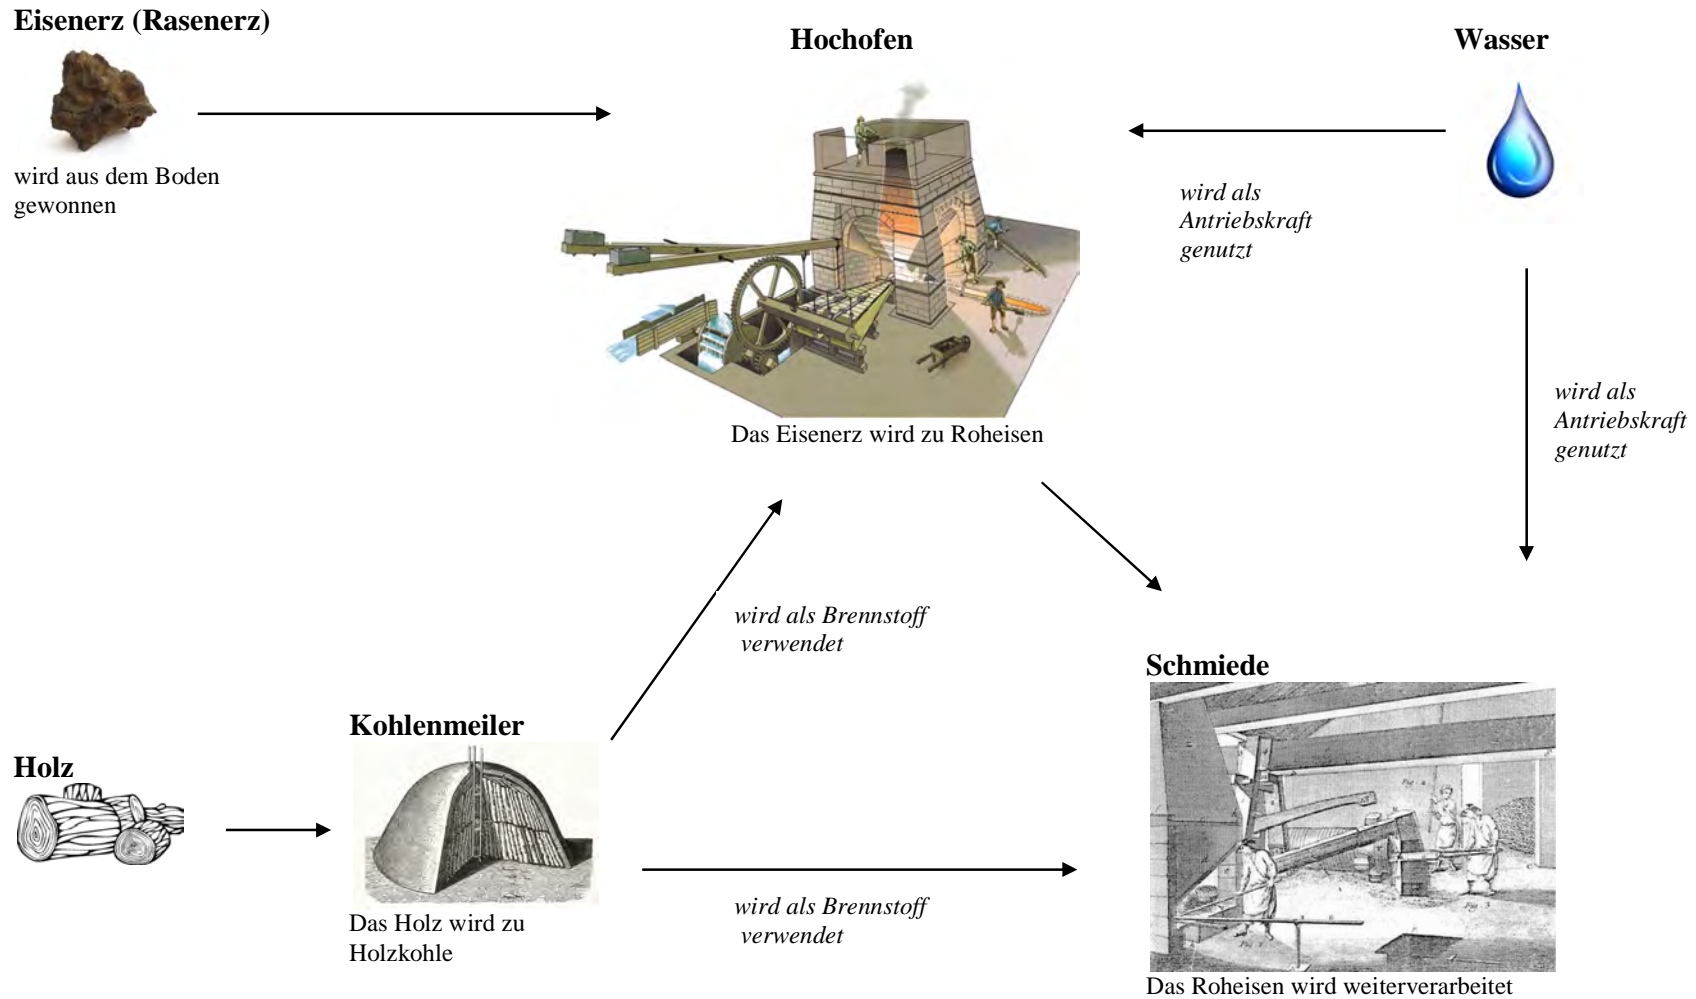 Eisenerz (Rasenerz)
wird aus dem Boden
gewonnen
Hochofen
Das Eisenerz wird zu Roheisen
Wasser
wird als
Antriebskraft
genutzt
wird als
Antriebskraft
genutzt
wird als Brennstoff
verwendet
Holz
Kohlenmeiler
Das Holz wird zu
Holzkohle
wird als Brennstoff
verwendet
Schmiede
Das Roheisen wird weiterverarbeitet